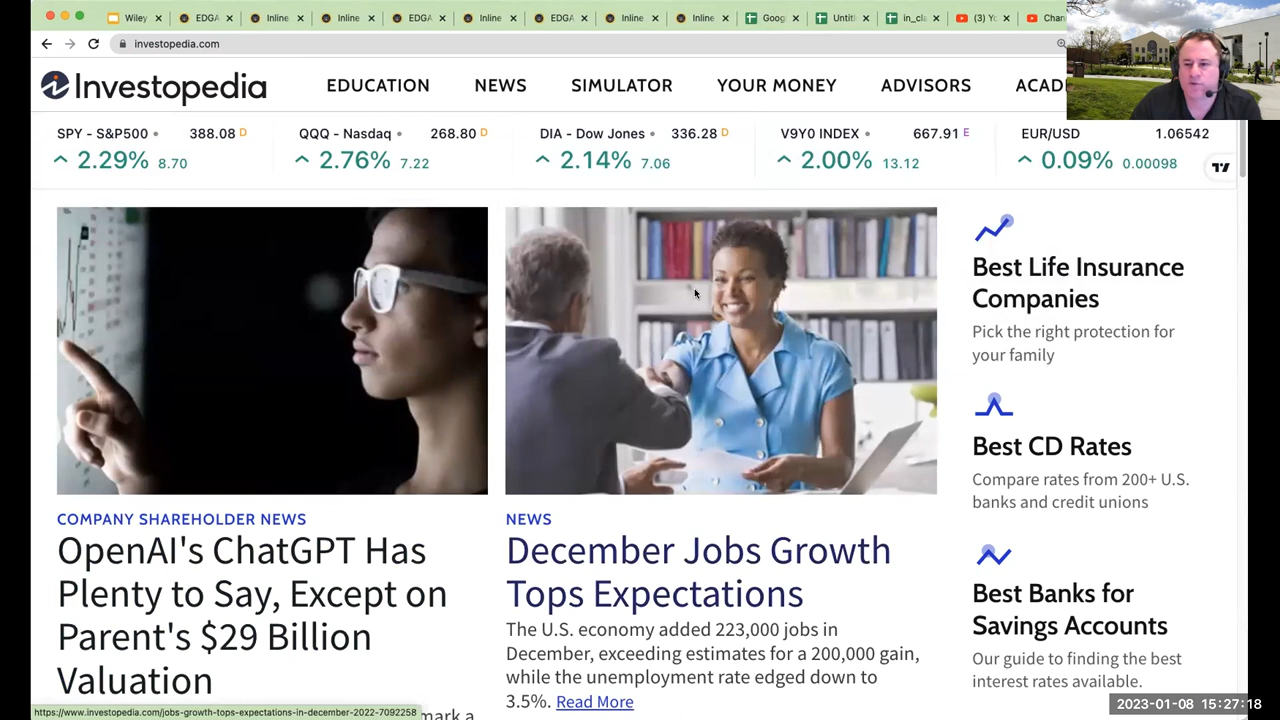 Wiley
EDGA
Inline
Inline
EDGA
Inline
EDGA
Inline
Inline
Goog
Untitl
in_cla
(3) Yo
Chan
investopedia.com
Investopedia
EDUCATION
NEWS
SIMULATOR
YOUR MONEY
ADVISORS
ACAD
SPY - S&P500 388.08 D
2.29% 8.70
QQQ - Nasdaq 268.80 D
2.76% 7.22
DIA - Dow Jones 336.28 D
2.14% 7.06
V9Y0 INDEX 667.91 E
2.00% 13.12
EUR/USD 1.06542
0.09% 0.00098
COMPANY SHAREHOLDER NEWS
OpenAI's ChatGPT Has
Plenty to Say, Except on
Parent's $29 Billion
Valuation
mark a
NEWS
December Jobs Growth
Tops Expectations
The U.S. economy added 223,000 jobs in
December, exceeding estimates for a 200,000 gain,
while the unemployment rate edged down to
3.5%. Read More
Best Life Insurance
Companies
Pick the right protection for
your family
Best CD Rates
Compare rates from 200+ U.S.
banks and credit unions
Best Banks for
Savings Accounts
Our guide to finding the best
interest rates available.
https://www.investopedia.com/jobs-growth-tops-expectations-in-december-2022-7092258
2023-01-08 15:27:18